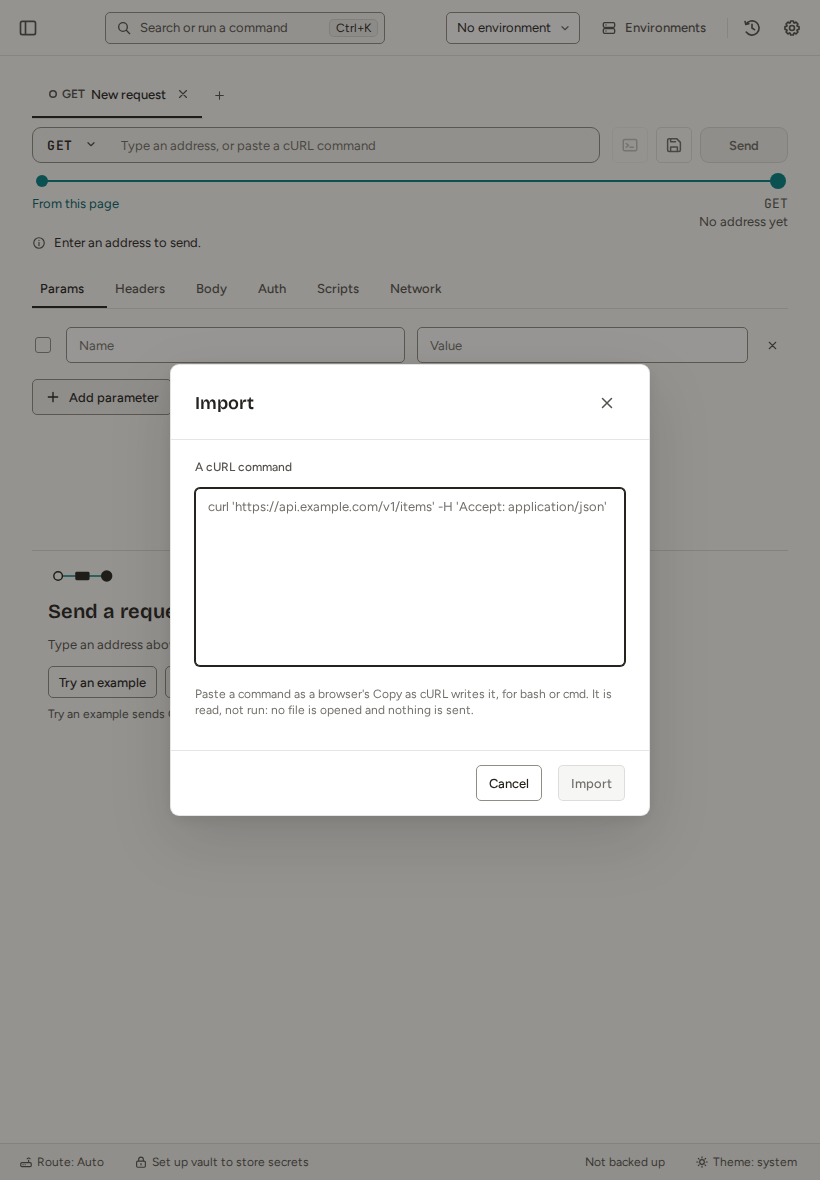 Search or run a command Ctrl+K No environment Environments
GET New request
GET Type an address, or paste a cURL command Send
From this page GET
No address yet
Enter an address to send.
Params Headers Body Auth Scripts Network
Name Value
Add parameter
Import
A cURL command
curl 'https://api.example.com/v1/items' -H 'Accept: application/json'
Paste a command as a browser's Copy as cURL writes it, for bash or cmd. It is
read, not run: no file is opened and nothing is sent.
Cancel Import
Send a reque
Type an address abo
Try an example
Try an example sends
Route: Auto Set up vault to store secrets Not backed up Theme: system